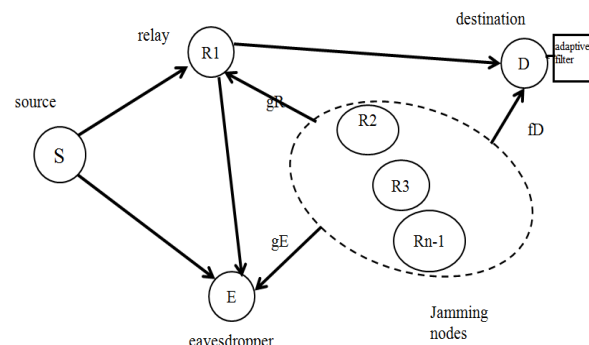 destination
relay
R1
D
adaptive
filter
source
gR
R2
fD
S
R3
gE
Rn-1
E
Jamming
nodes
eavesdropper